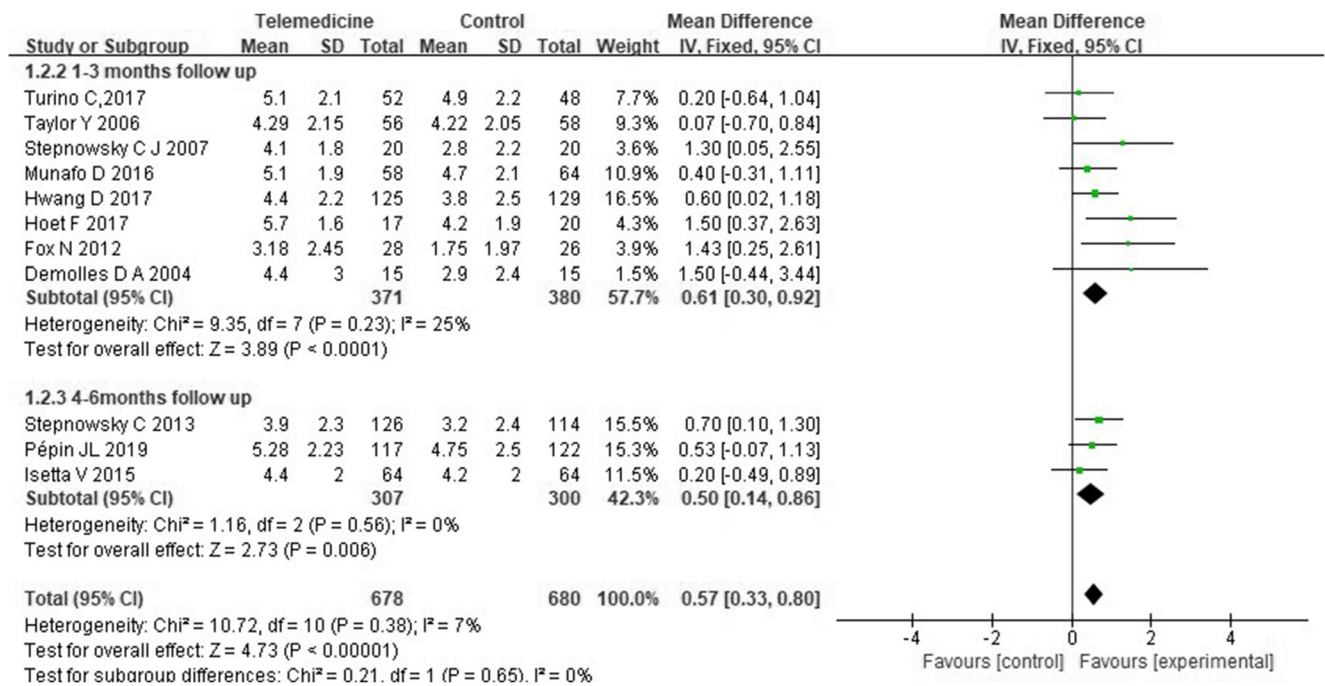 Telemedicine Control Mean Difference Mean Difference
Study or Subgroup Mean SD Total Mean SD Total Weight IV, Fixed, 95% CI IV, Fixed, 95% CI
1.2.2 1-3 months follow up
Turino C,2017 5.1 2.1 52 4.9 2.2 48 7.7% 0.20 [-0.64, 1.04]
Taylor Y 2006 4.29 2.15 56 4.22 2.05 58 9.3% 0.07 [-0.70, 0.84]
Stepnowsky C J 2007 4.1 1.8 20 2.8 2.2 20 3.6% 1.30 [0.05, 2.55]
Munafo D 2016 5.1 1.9 58 4.7 2.1 64 10.9% 0.40 [-0.31, 1.11]
Hwang D 2017 4.4 2.2 125 3.8 2.5 129 16.5% 0.60 [0.02, 1.18]
Hoet F 2017 5.7 1.6 17 4.2 1.9 20 4.3% 1.50 [0.37, 2.63]
Fox N 2012 3.18 2.45 28 1.75 1.97 26 3.9% 1.43 [0.25, 2.61]
Demolles D A 2004 4.4 3 15 2.9 2.4 15 1.5% 1.50 [-0.44, 3.44]
Subtotal (95% CI) 371 380 57.7% 0.61 [0.30, 0.92]
Heterogeneity: Chi² = 9.35, df = 7 (P = 0.23); I² = 25%
Test for overall effect: Z = 3.89 (P < 0.0001)
1.2.3 4-6months follow up
Stepnowsky C 2013 3.9 2.3 126 3.2 2.4 114 15.5% 0.70 [0.10, 1.30]
Pépin JL 2019 5.28 2.23 117 4.75 2.5 122 15.3% 0.53 [-0.07, 1.13]
Isetta V 2015 4.4 2 64 4.2 2 64 11.5% 0.20 [-0.49, 0.89]
Subtotal (95% CI) 307 300 42.3% 0.50 [0.14, 0.86]
Heterogeneity: Chi² = 1.16, df = 2 (P = 0.56); I² = 0%
Test for overall effect: Z = 2.73 (P = 0.006)
Total (95% CI) 678 680 100.0% 0.57 [0.33, 0.80]
Heterogeneity: Chi² = 10.72, df = 10 (P = 0.38); I² = 7%
Test for overall effect: Z = 4.73 (P < 0.00001)
Test for subgroup differences: Chi² = 0.21, df = 1 (P = 0.65), I² = 0%
-4 -2 0 2 4
Favours [control] Favours [experimental]